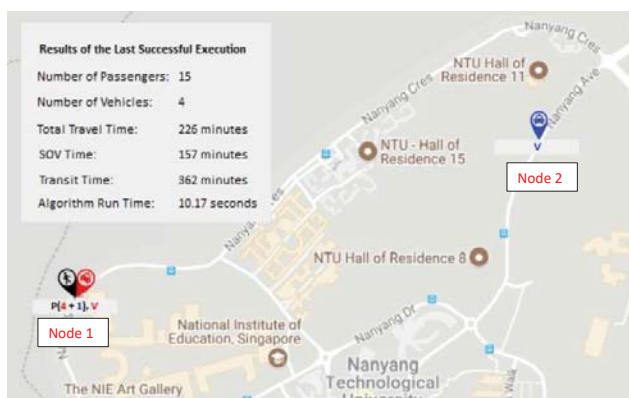 Results of the Last Successful Execution
Number of Passengers: 15
Number of Vehicles: 4
Total Travel Time: 226 minutes
SOV Time: 157 minutes
Transit Time: 362 minutes
Algorithm Run Time: 10.17 seconds
Nanyang Cres
NTU Hall of
Residence 11
Nanyang Ave
Nanyang Cres
V
NTU - Hall of
Residence 15
Node 2
NTU Hall of Residence 8
P(4 + 1), V
Node 1
National Institute of
Education, Singapore
Nanyang Dr
Nanyang
Technological
University
The NIE Art Gallery
Walk